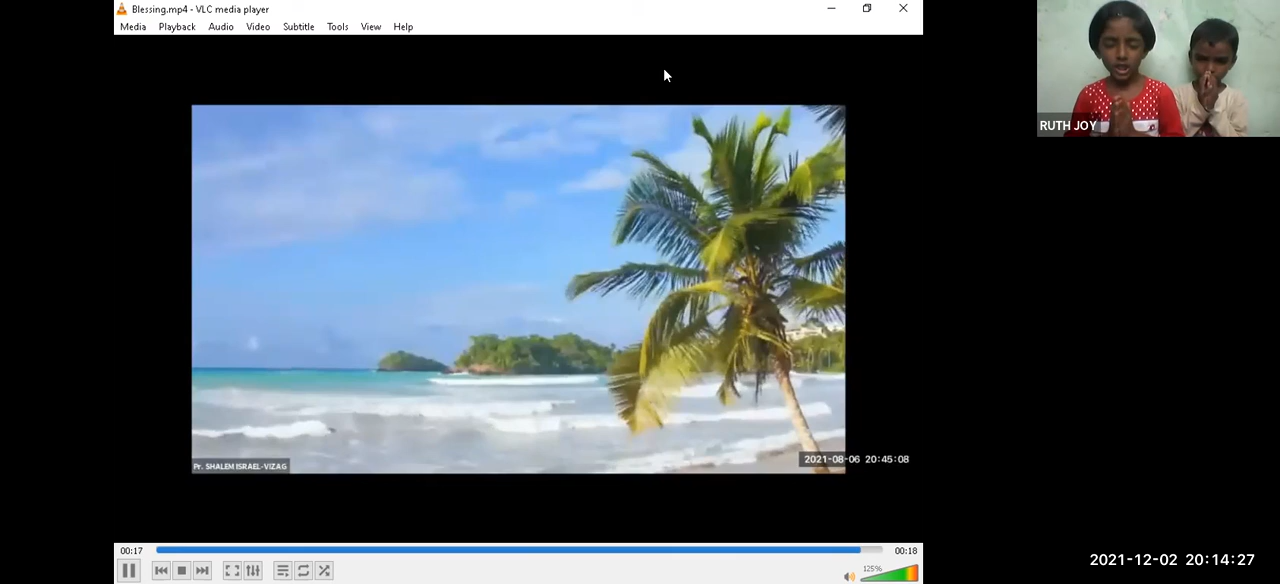 Blessing.mp4 - VLC media player
Media Playback Audio Video Subtitle Tools View Help
RUTH JOY
Pr. SHALEM ISRAEL-VIZAG
2021-08-06 20:45:08
00:17
00:18
125%
2021-12-02 20:14:27